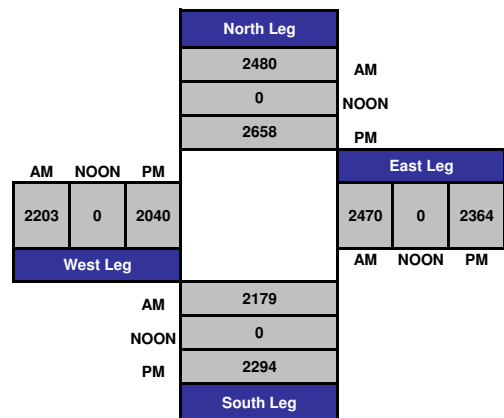 North Leg
2480
AM
0
NOON
2658
PM
AM NOON PM
East Leg
2203 0 2040
2470 0 2364
West Leg
AM NOON PM
AM
2179
NOON
0
PM
2294
South Leg